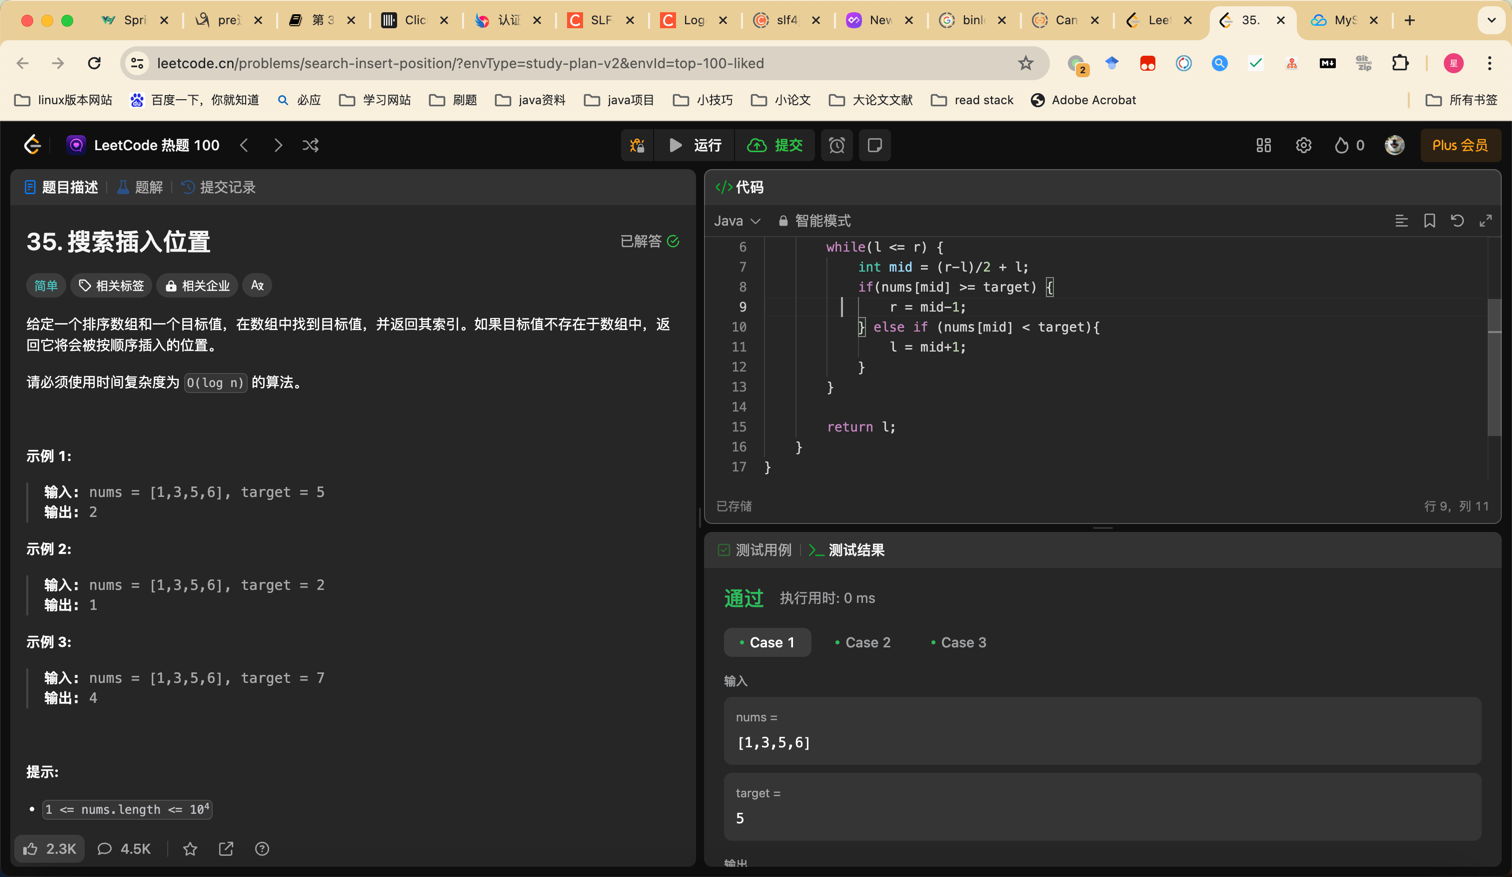 Spri
prei
第 3
Clic
认证
SLF
Log
slf4
New
binl
Can
Leet
35.
MyS
leetcode.cn/problems/search-insert-position/?envType=study-plan-v2&envId=top-100-liked
2
星
linux版本网站
百度一下，你就知道
必应
学习网站
刷题
java资料
java项目
小技巧
小论文
大论文文献
read stack
Adobe Acrobat
所有书签
LeetCode 热题 100
运行
提交
0
Plus 会员
题目描述
题解
提交记录
35. 搜索插入位置
已解答
简单
相关标签
相关企业
给定一个排序数组和一个目标值，在数组中找到目标值，并返回其索引。如果目标值不存在于数组中，返
回它将会被按顺序插入的位置。
请必须使用时间复杂度为 O(log n) 的算法。
示例 1:
输入: nums = [1,3,5,6], target = 5
输出: 2
示例 2:
输入: nums = [1,3,5,6], target = 2
输出: 1
示例 3:
输入: nums = [1,3,5,6], target = 7
输出: 4
提示:
1 <= nums.length <= 10⁴
2.3K
4.5K
</> 代码
Java
智能模式
6 while(l <= r) {
7 int mid = (r-l)/2 + l;
8 if(nums[mid] >= target) {
9 r = mid-1;
10 } else if (nums[mid] < target){
11 l = mid+1;
12 }
13 }
14
15 return l;
16 }
17 }
已存储
行 9，列 11
测试用例
测试结果
通过 执行用时: 0 ms
Case 1
Case 2
Case 3
输入
nums =
[1,3,5,6]
target =
5
输出